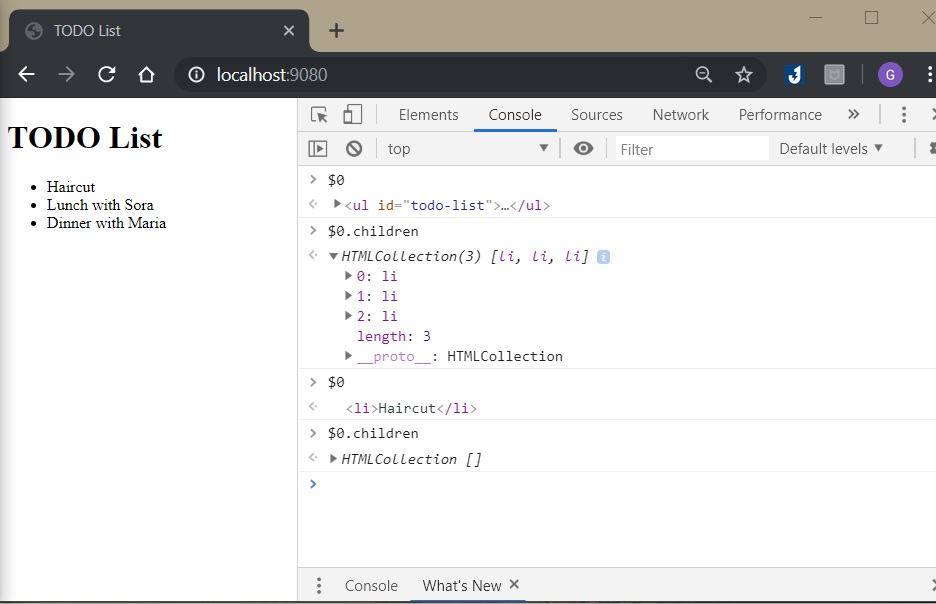 TODO List
localhost:9080
G
Elements Console Sources Network Performance
top Filter Default levels
TODO List
Haircut
Lunch with Sora
Dinner with Maria
$0
<ul id="todo-list">…</ul>
$0.children
HTMLCollection(3) [li, li, li] i
0: li
1: li
2: li
length: 3
__proto__: HTMLCollection
$0
<li>Haircut</li>
$0.children
HTMLCollection []
Console What's New